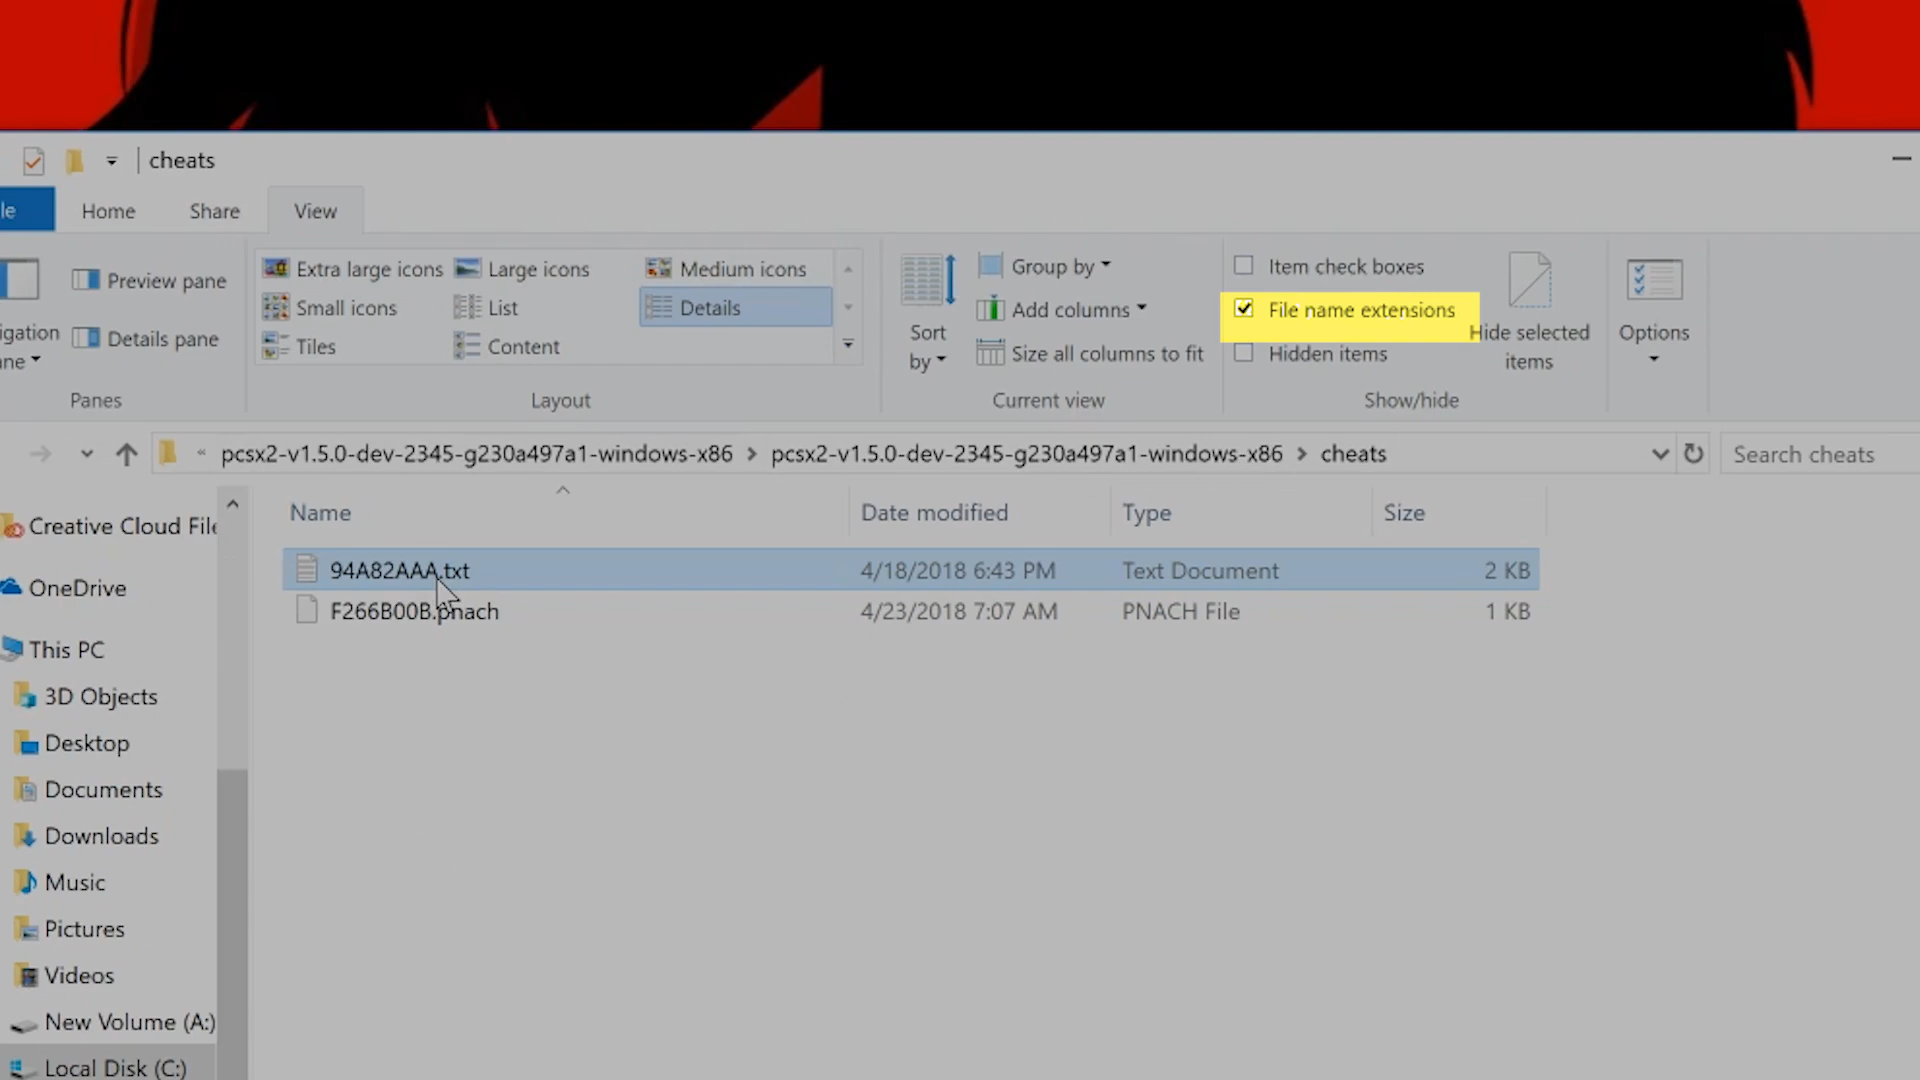 cheats
le
Home
Share
View
Preview pane
Details pane
igation
ne
Panes
Extra large icons
Large icons
Medium icons
Small icons
List
Details
Tiles
Content
Layout
Sort
by
Group by
Add columns
Size all columns to fit
Current view
Item check boxes
File name extensions
Hidden items
Hide selected
items
Show/hide
Options
« pcsx2-v1.5.0-dev-2345-g230a497a1-windows-x86 > pcsx2-v1.5.0-dev-2345-g230a497a1-windows-x86 > cheats
Search cheats
Name Date modified Type Size
94A82AAA.txt 4/18/2018 6:43 PM Text Document 2 KB
F266B00B.pnach 4/23/2018 7:07 AM PNACH File 1 KB
Creative Cloud File
OneDrive
This PC
3D Objects
Desktop
Documents
Downloads
Music
Pictures
Videos
New Volume (A:)
Local Disk (C:)